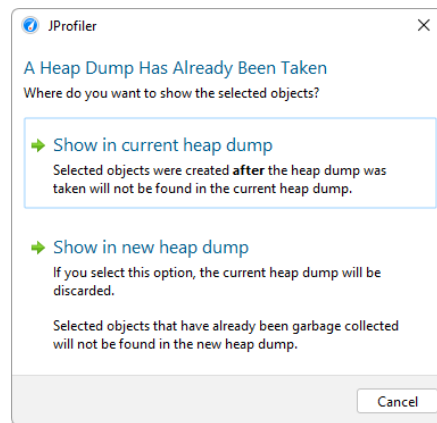 JProfiler
A Heap Dump Has Already Been Taken
Where do you want to show the selected objects?
Show in current heap dump
Selected objects were created after the heap dump was
taken will not be found in the current heap dump.
Show in new heap dump
If you select this option, the current heap dump will be
discarded.
Selected objects that have already been garbage collected
will not be found in the new heap dump.
Cancel